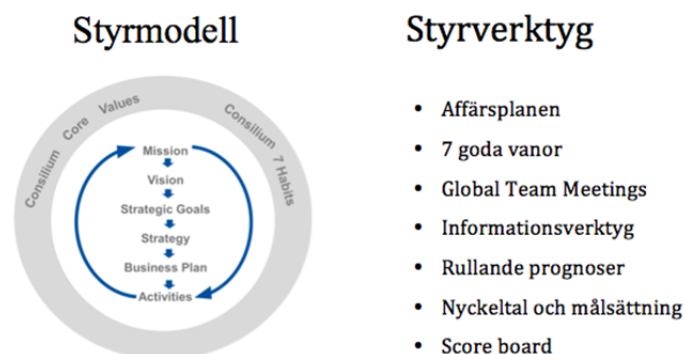 Styrmodell
Consilium Core Values
Consilium 7 Habits
Mission
Vision
Strategic Goals
Strategy
Business Plan
Activities
Styrverktyg
• Affärsplanen
• 7 goda vanor
• Global Team Meetings
• Informationsverktyg
• Rullande prognoser
• Nyckeltal och målsättning
• Score board